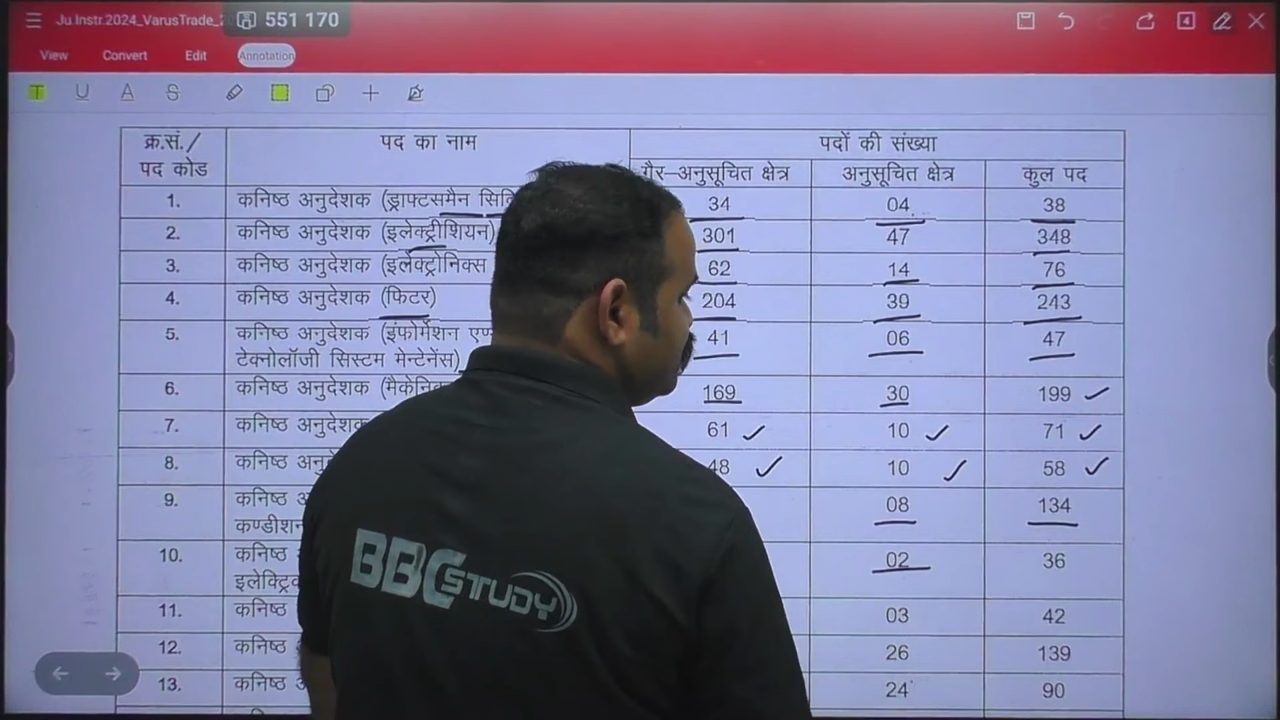 Ju.Instr.2024_VarusTrade_2
551 170
4
View Convert Edit Annotation
T U A S
क्र.सं./ पद कोड पद का नाम पदों की संख्या
गैर–अनुसूचित क्षेत्र अनुसूचित क्षेत्र कुल पद
1. कनिष्ठ अनुदेशक (ड्राफ्टसमैन 34 04 38
2. कनिष्ठ अनुदेशक (इलेक्ट्रीशियन) 301 47 348
3. कनिष्ठ अनुदेशक (इलेक्ट्रोनिक्स 62 14 76
4. कनिष्ठ अनुदेशक (फिटर) 204 39 243
5. कनिष्ठ अनुदेशक (इंफोर्मेशन एण्
टेक्नोलॉजी सिस्टम मेन्टेनेंस) 41 06 47
6. कनिष्ठ अनुदेशक 169 30 199
7. कनिष्ठ अनुदेशक 61 10 71
8. कनिष्ठ 48 10 58
9. कनिष्ठ 08 134
10. कनिष्ठ 02 36
11. कनिष्ठ 03 42
12. कनिष्ठ 26 139
13. कनिष्ठ 24 90
BBC STUDY